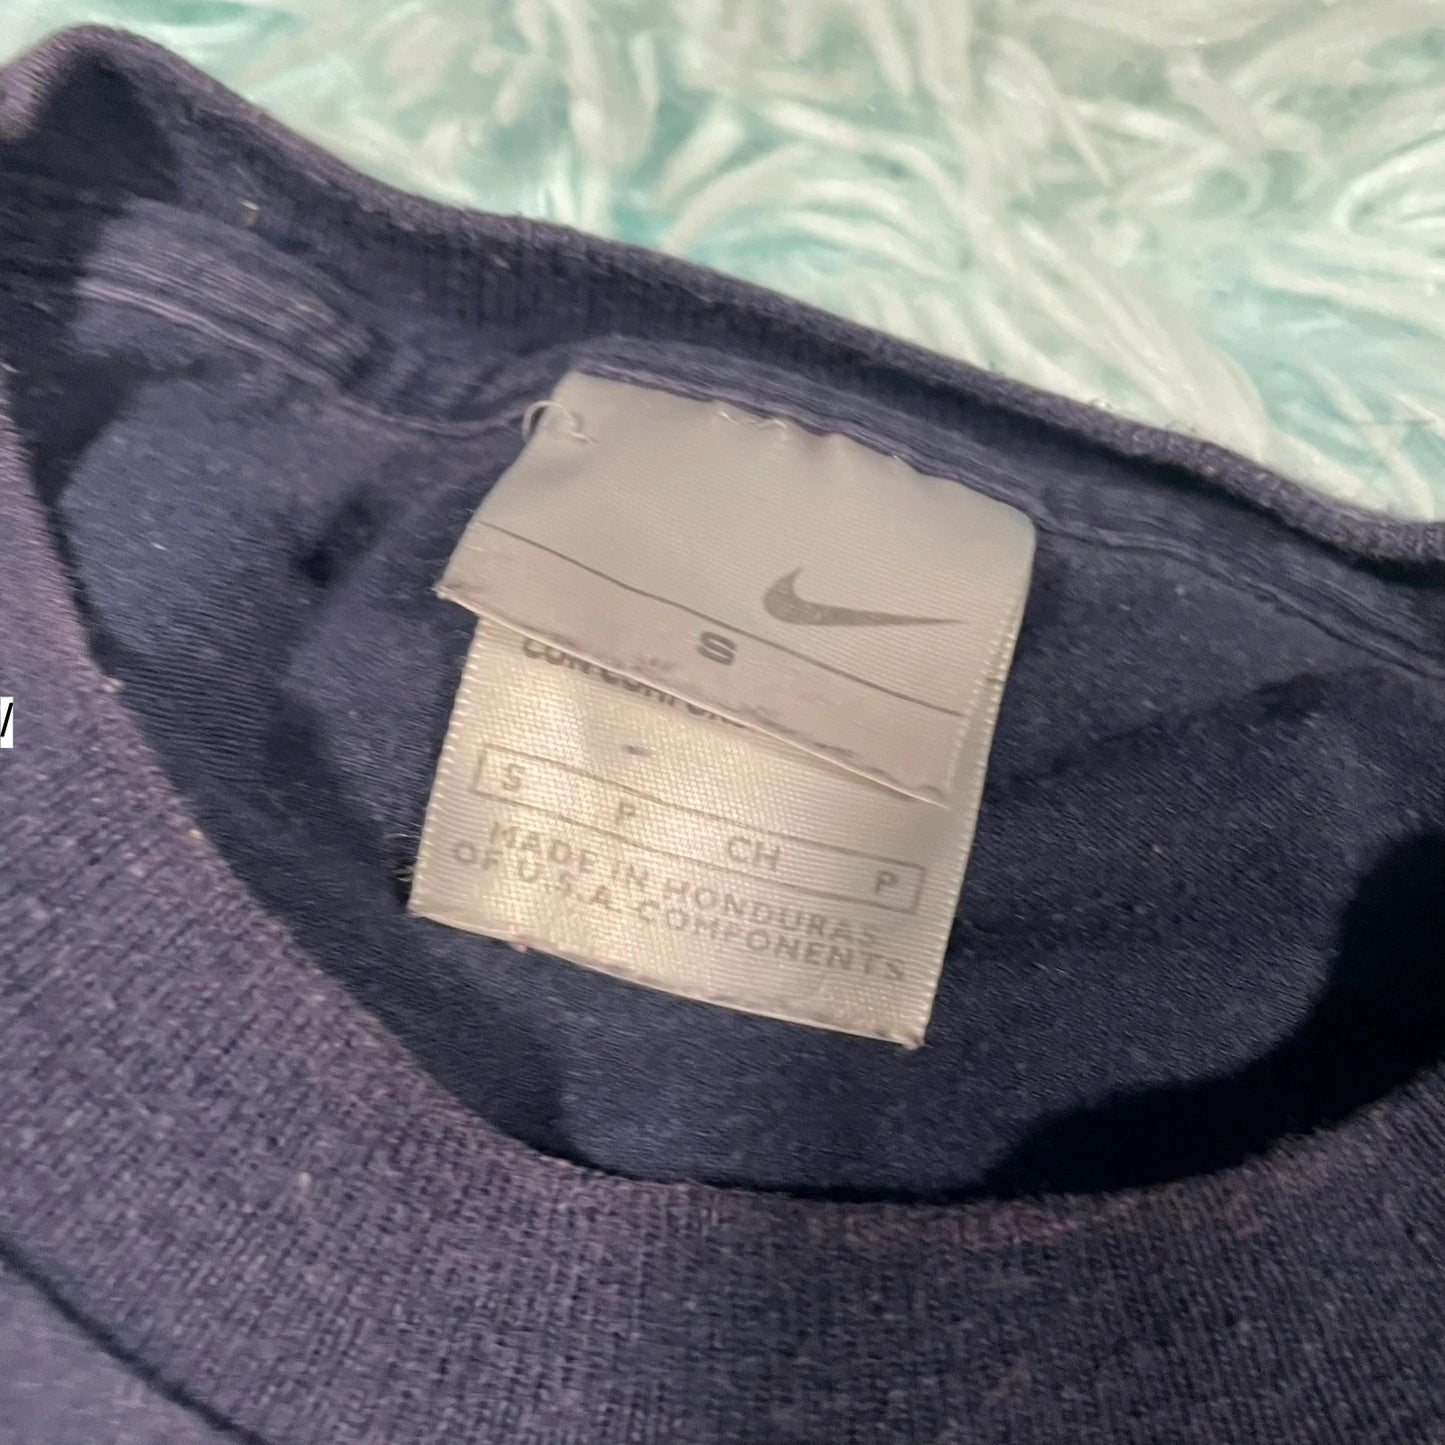 S
S P CH P
MADE IN HONDURAS
OF U.S.A. COMPONENTS
/